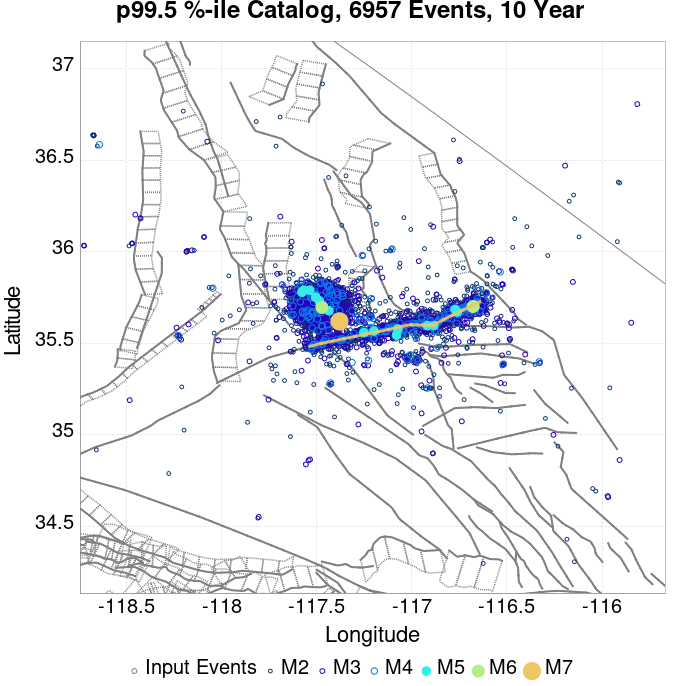 p99.5 %-ile Catalog, 6957 Events, 10 Year
37
36.5
36
35.5
35
34.5
Latitude
-118.5 -118 -117.5 -117 -116.5 -116
Longitude
Input Events M2 M3 M4 M5 M6 M7